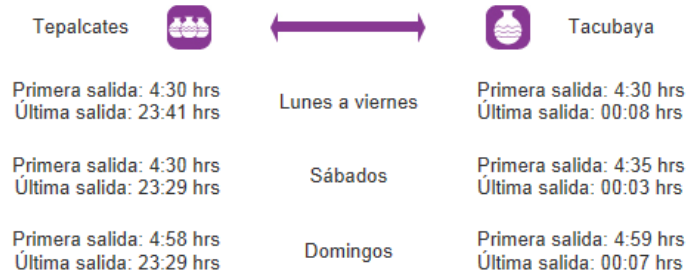 Tepalcates
Tacubaya
Primera salida: 4:30 hrs
Última salida: 23:41 hrs
Lunes a viernes
Primera salida: 4:30 hrs
Última salida: 00:08 hrs
Primera salida: 4:30 hrs
Última salida: 23:29 hrs
Sábados
Primera salida: 4:35 hrs
Última salida: 00:03 hrs
Primera salida: 4:58 hrs
Última salida: 23:29 hrs
Domingos
Primera salida: 4:59 hrs
Última salida: 00:07 hrs